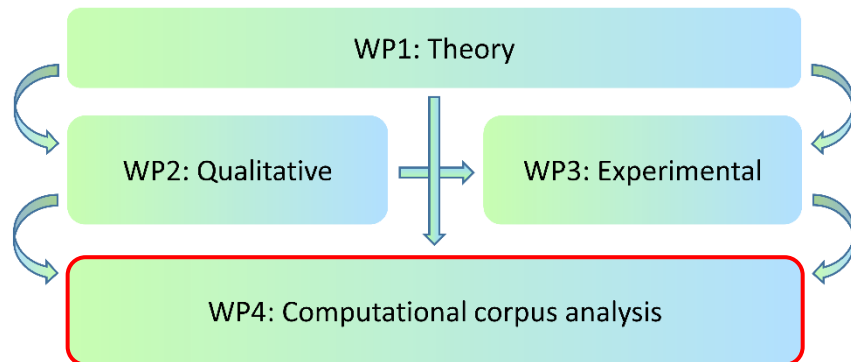 WP1: Theory
WP2: Qualitative
WP3: Experimental
WP4: Computational corpus analysis